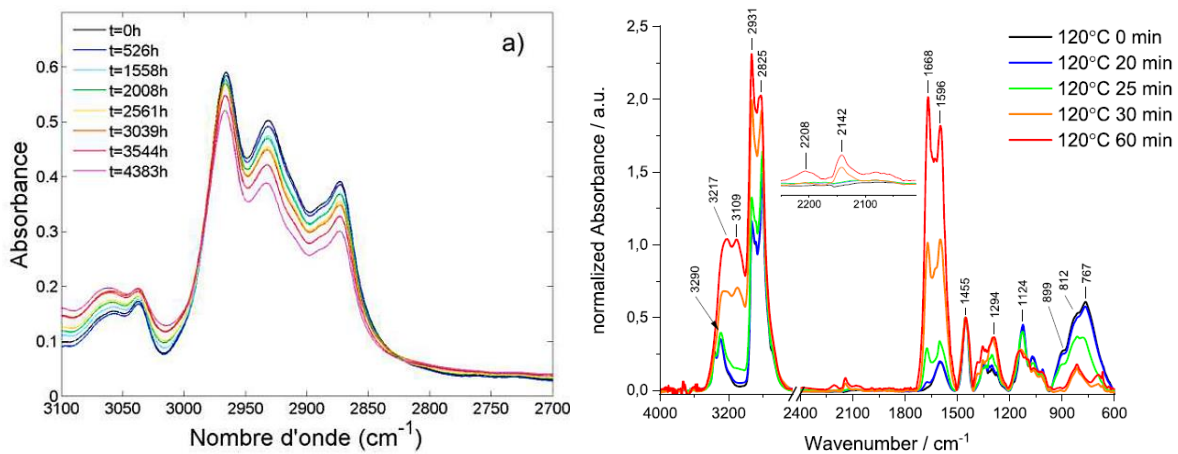 a)
t=0h
t=526h
t=1558h
t=2008h
t=2561h
t=3039h
t=3544h
t=4383h
Absorbance
0.6
0.5
0.4
0.3
0.2
0.1
0
3100 3050 3000 2950 2900 2850 2800 2750 2700
Nombre d'onde (cm-1)
120°C 0 min
120°C 20 min
120°C 25 min
120°C 30 min
120°C 60 min
normalized Absorbance / a.u.
2,5
2,0
1,5
1,0
0,5
0,0
2931
2825
1668
1596
2208
2142
2200 2100
3217
3109
3290
1455
1294
1124
899
812
767
4000 3200 2400 2100 1800 1500 1200 900 600
Wavenumber / cm-1